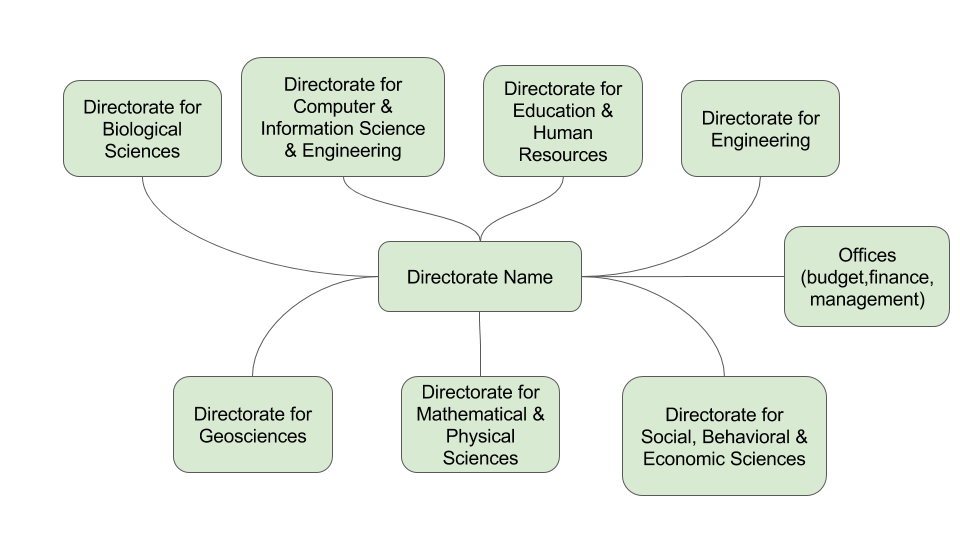 Directorate for
Biological
Sciences
Directorate for
Computer &
Information Science
& Engineering
Directorate for
Education &
Human
Resources
Directorate for
Engineering
Directorate Name
Offices
(budget,finance,
management)
Directorate for
Geosciences
Directorate for
Mathematical &
Physical
Sciences
Directorate for
Social, Behavioral &
Economic Sciences